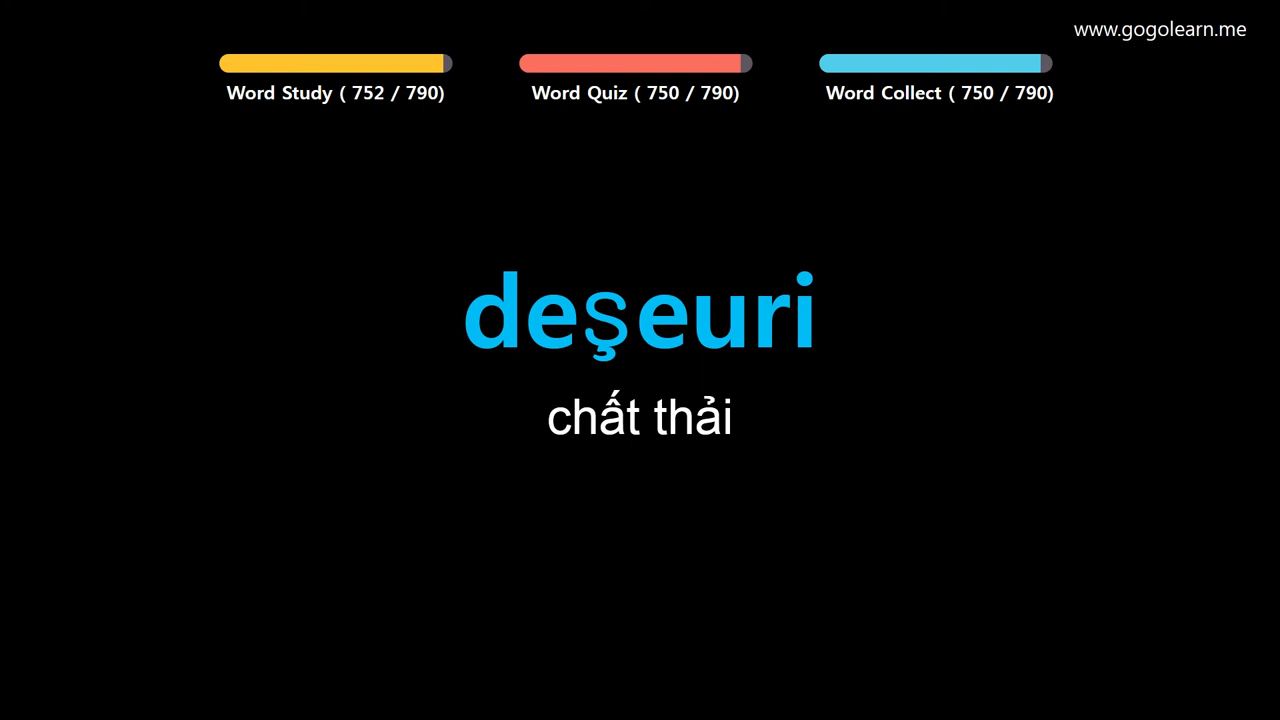 www.gogolearn.me
Word Study ( 752 / 790)
Word Quiz ( 750 / 790)
Word Collect ( 750 / 790)
deşeuri
chất thải